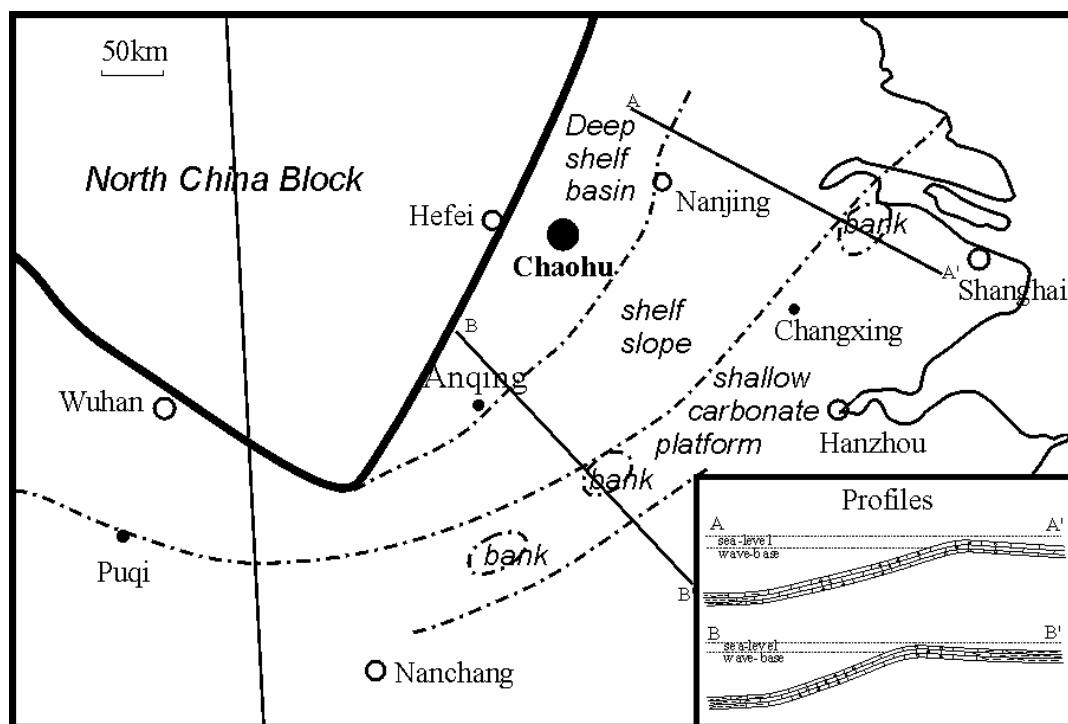 50km
North China Block
Deep
shelf
basin
A
Hefei
Nanjing
Chaohu
bank
A'
Shanghai
B
shelf
slope
Changxing
Anqing
Wuhan
shallow
carbonate
platform
Hanzhou
bank
bank
Puqi
B'
Nanchang
Profiles
A
A'
sea-level
wave-base
B
B'
sea-level
wave-base